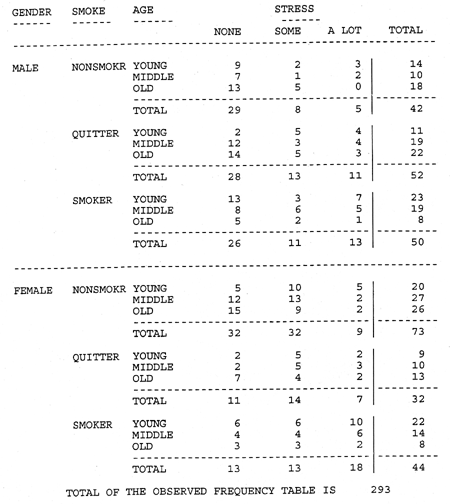 GENDER SMOKE AGE STRESS
NONE SOME A LOT TOTAL
MALE NONSMOKR YOUNG 9 2 3 14
MIDDLE 7 1 2 10
OLD 13 5 0 18
TOTAL 29 8 5 42
QUITTER YOUNG 2 5 4 11
MIDDLE 12 3 4 19
OLD 14 5 3 22
TOTAL 28 13 11 52
SMOKER YOUNG 13 3 7 23
MIDDLE 8 6 5 19
OLD 5 2 1 8
TOTAL 26 11 13 50
FEMALE NONSMOKR YOUNG 5 10 5 20
MIDDLE 12 13 2 27
OLD 15 9 2 26
TOTAL 32 32 9 73
QUITTER YOUNG 2 5 2 9
MIDDLE 2 5 3 10
OLD 7 4 2 13
TOTAL 11 14 7 32
SMOKER YOUNG 6 6 10 22
MIDDLE 4 4 6 14
OLD 3 3 2 8
TOTAL 13 13 18 44
TOTAL OF THE OBSERVED FREQUENCY TABLE IS 293